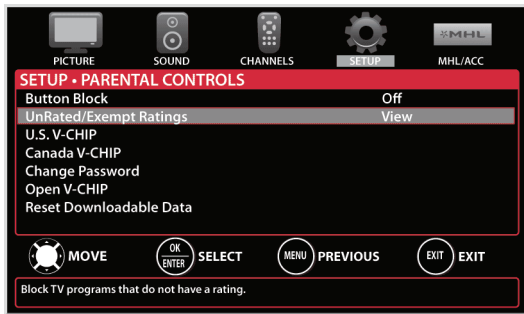 MHL
PICTURE SOUND CHANNELS SETUP MHL/ACC
SETUP • PARENTAL CONTROLS
Button Block Off
UnRated/Exempt Ratings View
U.S. V-CHIP
Canada V-CHIP
Change Password
Open V-CHIP
Reset Downloadable Data
MOVE OK ENTER SELECT MENU PREVIOUS EXIT EXIT
Block TV programs that do not have a rating.